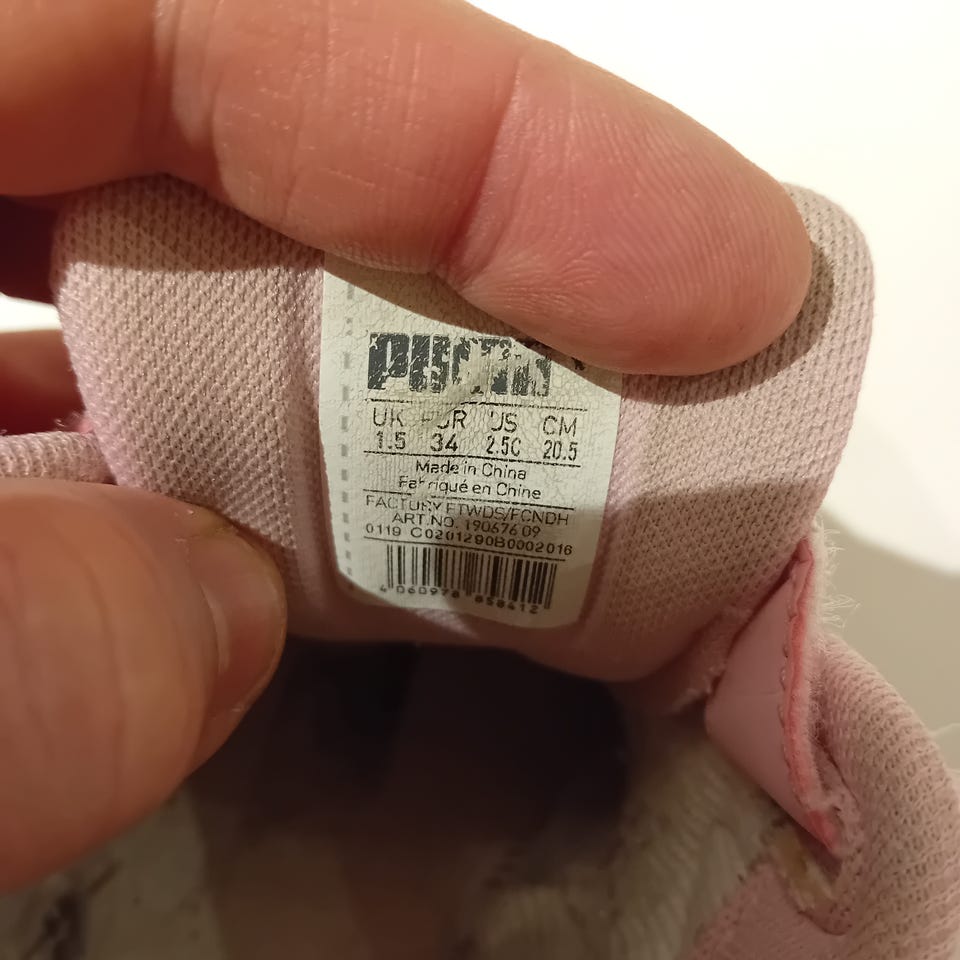 PUMA
UK EUR US CM
1.5 34 2.5C 20.5
Made in China
Fabriqué en Chine
FACTORY FTWDS/FCNDH
ART.NO. 190676 09
0119 C0201290B0002016
4 060978 858412